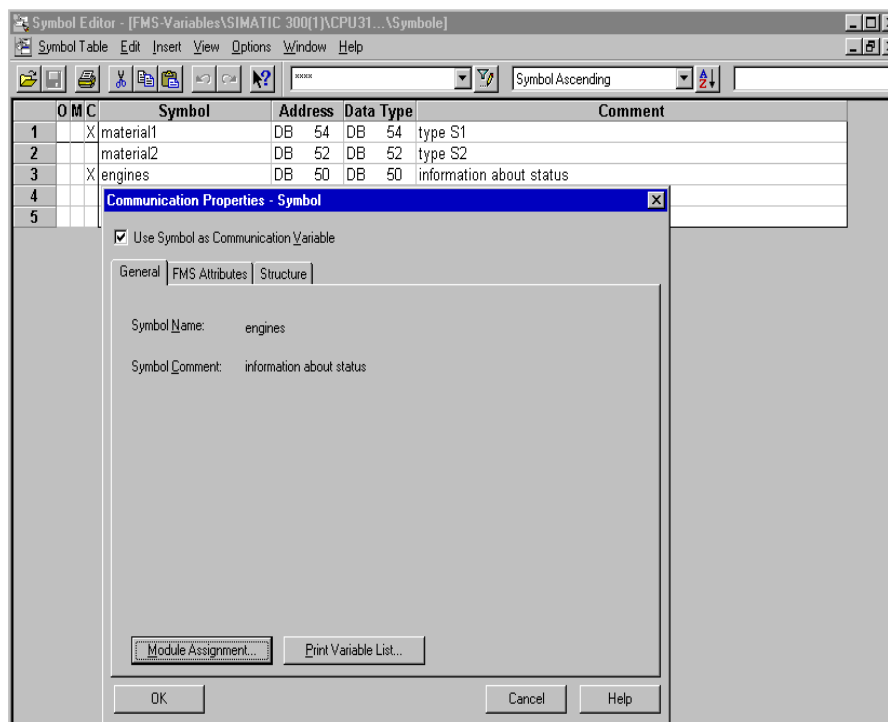 Symbol Editor - [FMS-Variables\SIMATIC 300(1)\CPU31...\Symbole]
Symbol Table Edit Insert View Options Window Help
**** Symbol Ascending
O M C Symbol Address Data Type Comment
1 X material1 DB 54 DB 54 type S1
2 material2 DB 52 DB 52 type S2
3 X engines DB 50 DB 50 information about status
4
5
Communication Properties - Symbol
Use Symbol as Communication Variable
General FMS Attributes Structure
Symbol Name: engines
Symbol Comment: information about status
Module Assignment... Print Variable List...
OK Cancel Help